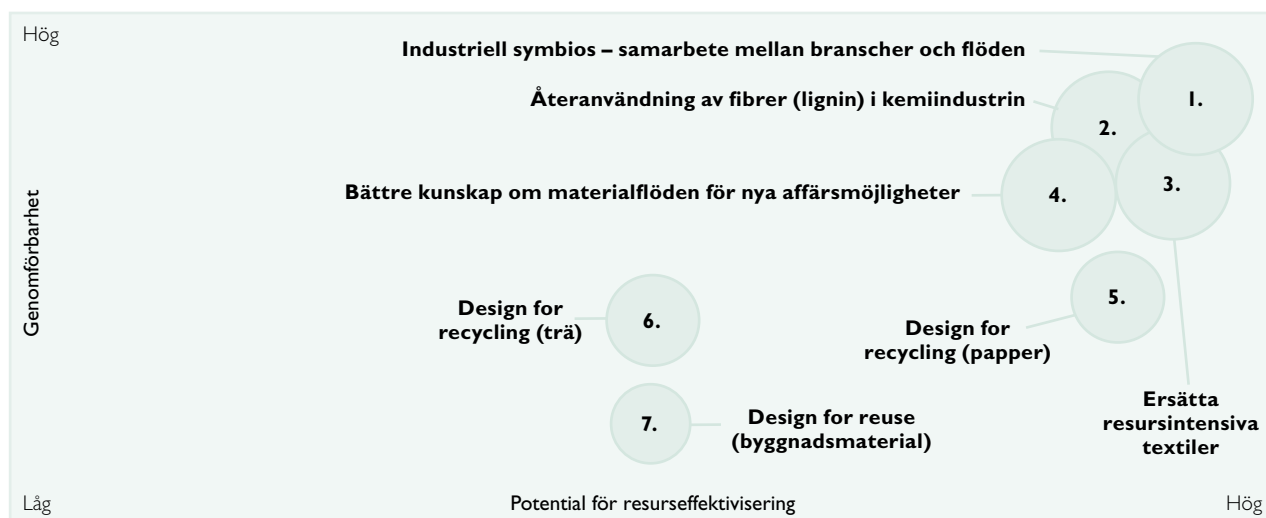 Hög
Industriell symbios – samarbete mellan branscher och flöden
1.
Återanvändning av fibrer (lignin) i kemiindustrin
2.
3.
Bättre kunskap om materialflöden för nya affärsmöjligheter
4.
Genomförbarhet
5.
Design for
recycling (trä)
6.
Design for
recycling (papper)
Ersätta
resursintensiva
textiler
7.
Design for reuse
(byggnadsmaterial)
Låg
Potential för resurseffektivisering
Hög